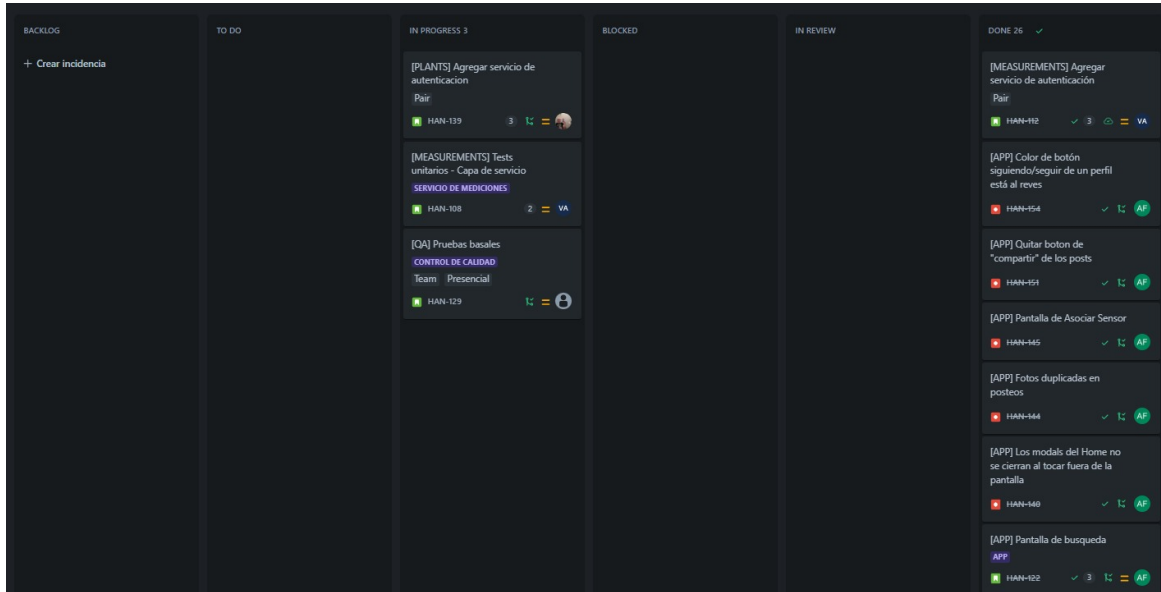 BACKLOG
+ Crear incidencia
TO DO
IN PROGRESS 3
[PLANTS] Agregar servicio de
autenticacion
Pair
HAN-139 3
[MEASUREMENTS] Tests
unitarios - Capa de servicio
SERVICIO DE MEDICIONES
HAN-108 2 VA
[QA] Pruebas basales
CONTROL DE CALIDAD
Team Presencial
HAN-129
BLOCKED
IN REVIEW
DONE 26
[MEASUREMENTS] Agregar
servicio de autenticación
Pair
HAN-112 3 VA
[APP] Color de botón
siguiendo/seguir de un perfil
está al reves
HAN-154 AF
[APP] Quitar boton de
"compartir" de los posts
HAN-151 AF
[APP] Pantalla de Asociar Sensor
HAN-145 AF
[APP] Fotos duplicadas en
posteos
HAN-144 AF
[APP] Los modals del Home no
se cierran al tocar fuera de la
pantalla
HAN-140 AF
[APP] Pantalla de busqueda
APP
HAN-122 3 AF